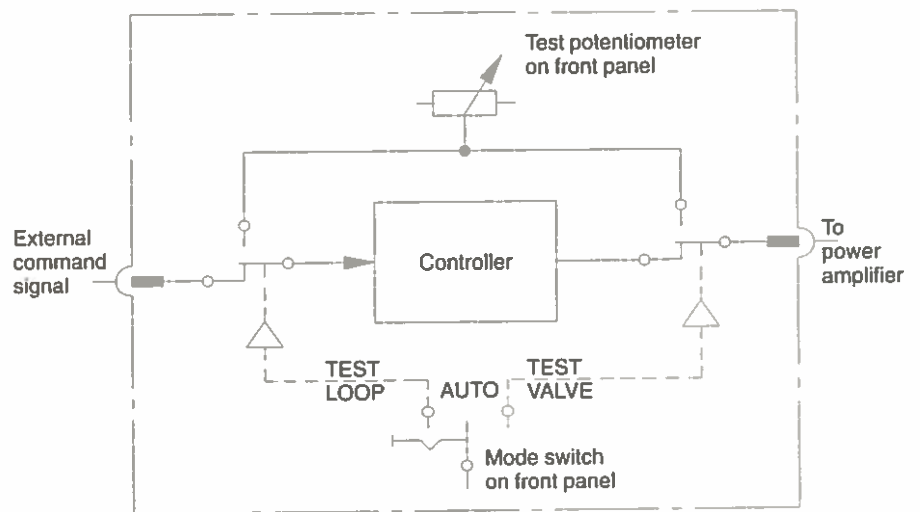 Test potentiometer
on front panel
External
command
signal
Controller
To
power
amplifier
TEST
LOOP
AUTO
TEST
VALVE
Mode switch
on front panel